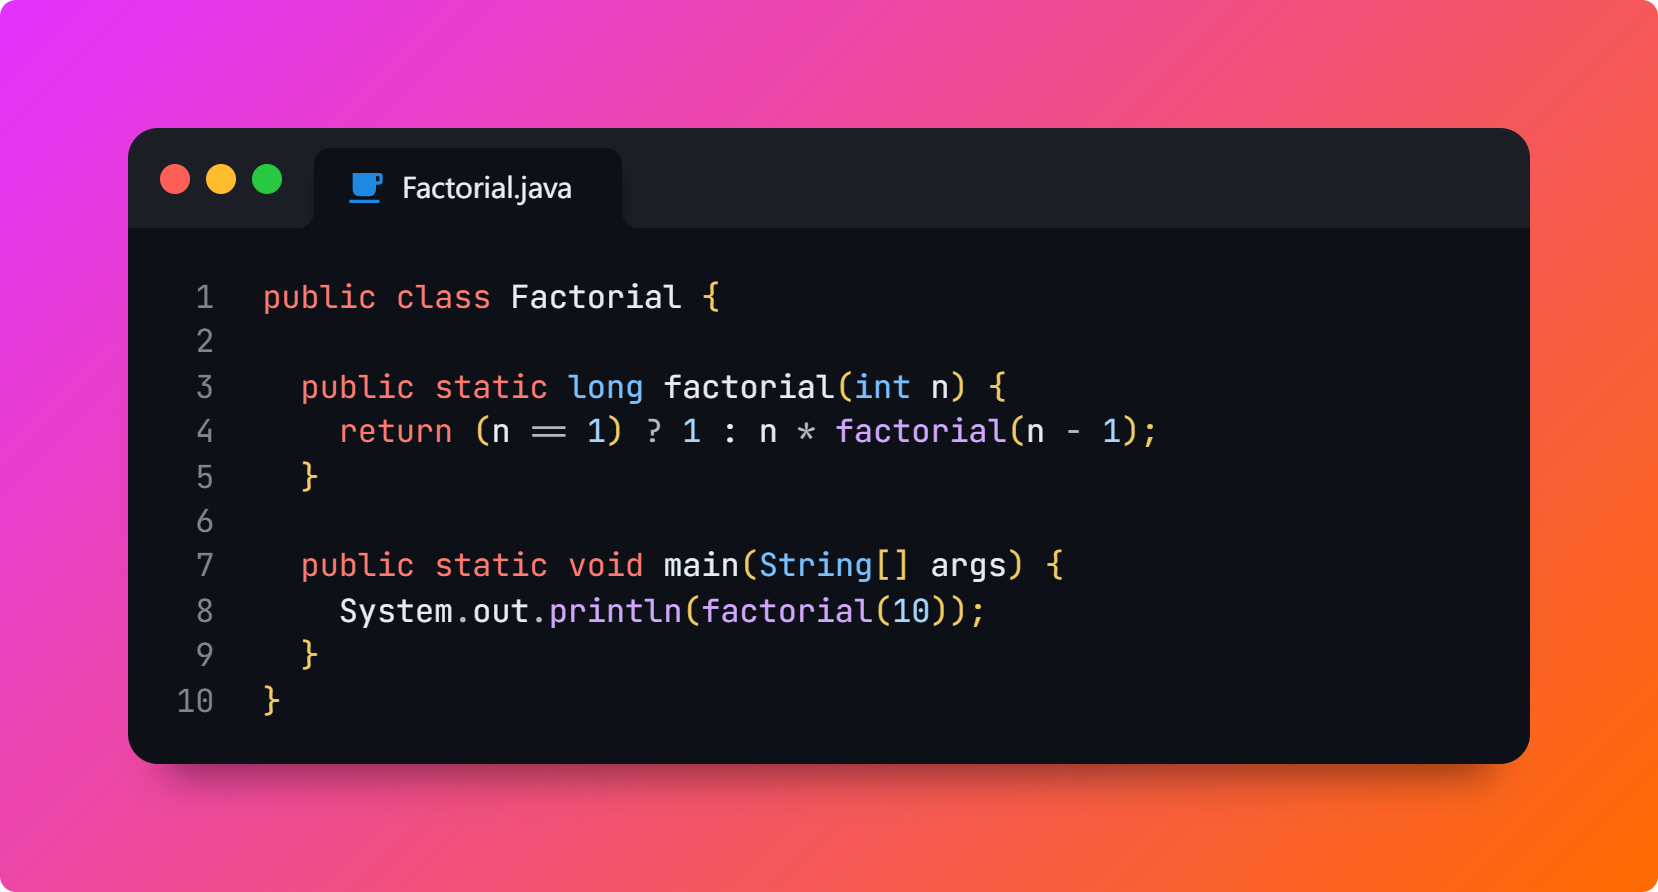 Factorial.java
1 public class Factorial {
2
3   public static long factorial(int n) {
4     return (n == 1) ? 1 : n * factorial(n - 1);
5   }
6
7   public static void main(String[] args) {
8     System.out.println(factorial(10));
9   }
10 }